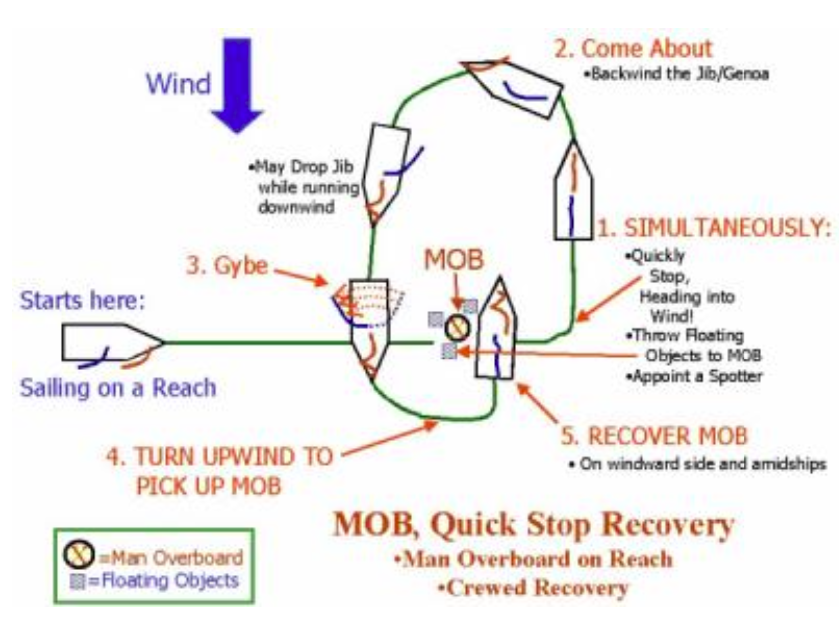 2. Come About
•Backwind the Jib/Genoa
Wind
•May Drop Jib
while running
downwind
1. SIMULTANEOUSLY:
•Quickly
Stop,
Heading into
Wind!
•Throw Floating
Objects to MOB
•Appoint a Spotter
3. Gybe
MOB
Starts here:
Sailing on a Reach
4. TURN UPWIND TO
PICK UP MOB
5. RECOVER MOB
• On windward side and amidships
MOB, Quick Stop Recovery
•Man Overboard on Reach
•Crewed Recovery
X =Man Overboard
=Floating Objects